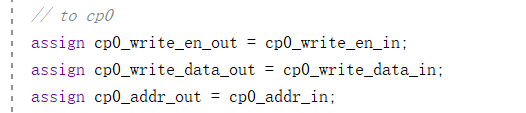 // to cp0
assign cp0_write_en_out = cp0_write_en_in;
assign cp0_write_data_out = cp0_write_data_in;
assign cp0_addr_out = cp0_addr_in;